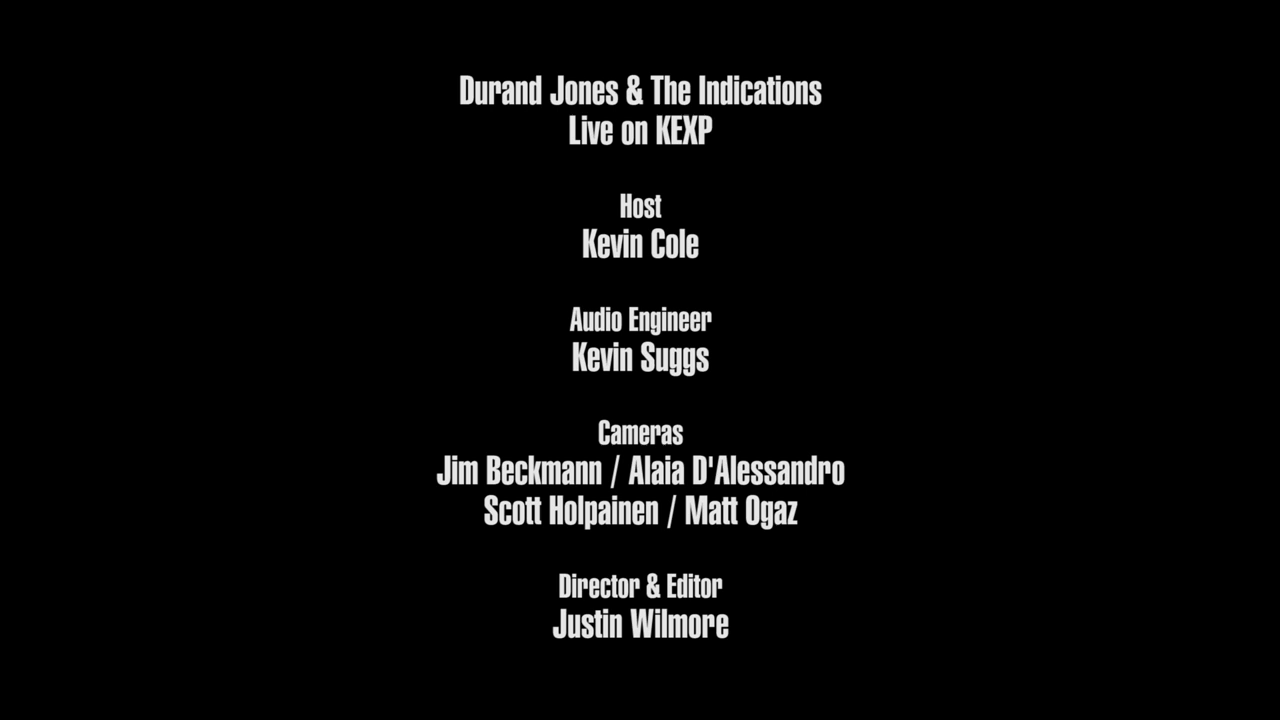 Durand Jones & The Indications
Live on KEXP
Host
Kevin Cole
Audio Engineer
Kevin Suggs
Cameras
Jim Beckmann / Alaia D'Alessandro
Scott Holpainen / Matt Ogaz
Director & Editor
Justin Wilmore